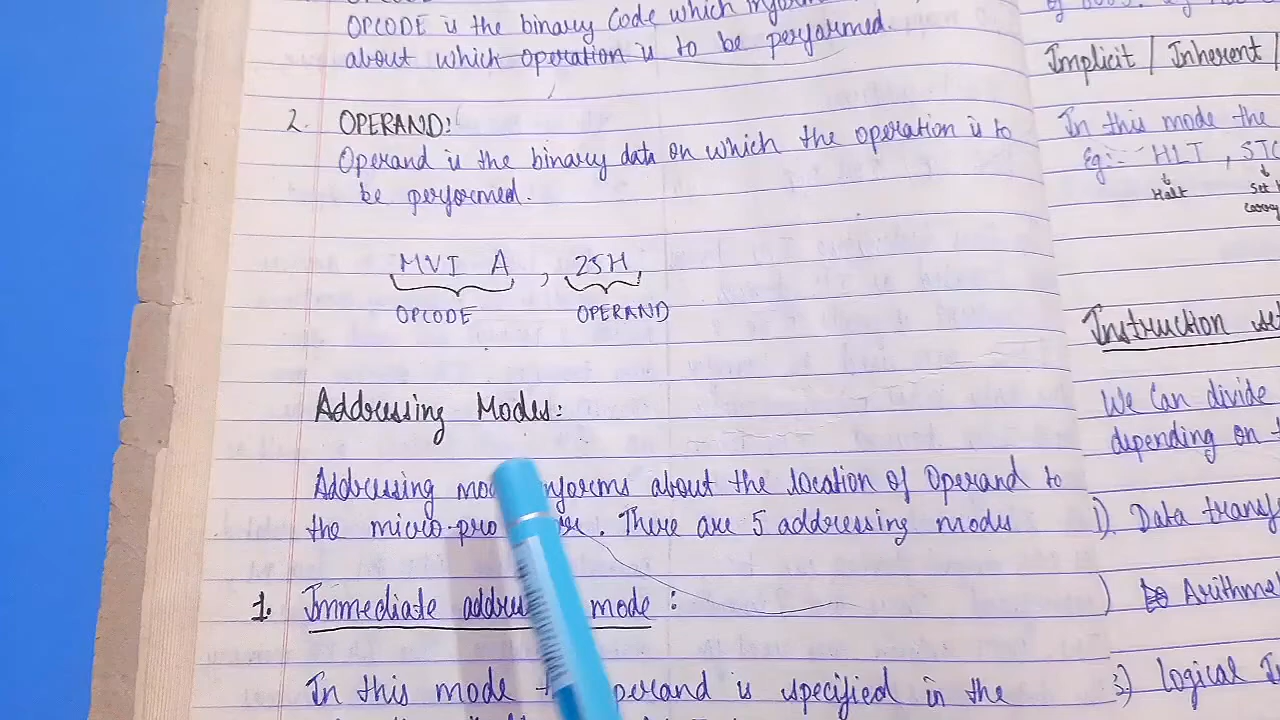 OPCODE is the binary Code which
about which operation is to be performed.
2. OPERAND:
Operand is the binary data on which the operation is to
be performed.
MVI A , 25H
OPCODE OPERAND
Addressing Modes:
Addressing informs about the location of Operand to
the There are 5 addressing modes
1. Immediate mode :
In this mode is specified in the
Implicit / Inherent /
In this mode the
Eg:- HLT , STC
Halt Set
Carry
Instruction
We Can divide
depending on
1) Data
) 
3) Logical